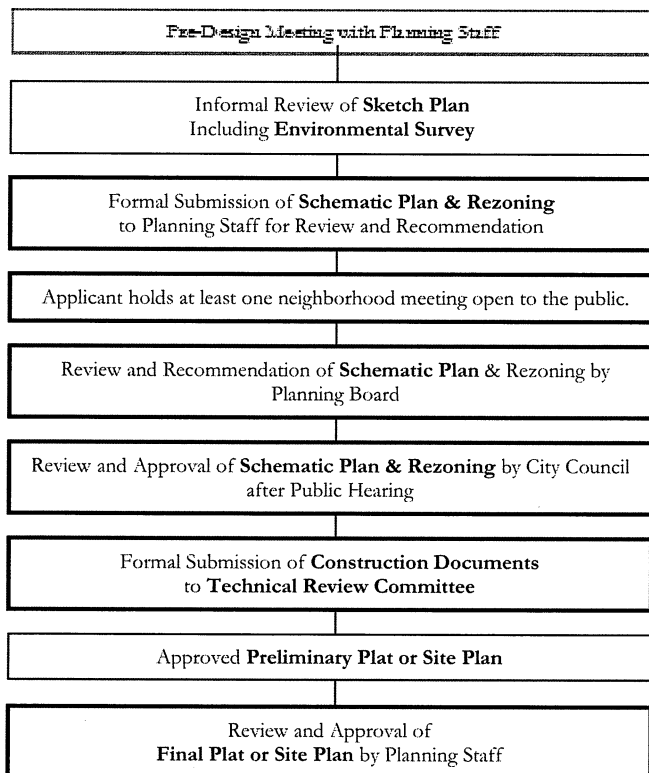 Pre-Design Meeting with Planning Staff
Informal Review of Sketch Plan
Including Environmental Survey
Formal Submission of Schematic Plan & Rezoning
to Planning Staff for Review and Recommendation
Applicant holds at least one neighborhood meeting open to the public.
Review and Recommendation of Schematic Plan & Rezoning by
Planning Board
Review and Approval of Schematic Plan & Rezoning by City Council
after Public Hearing
Formal Submission of Construction Documents
to Technical Review Committee
Approved Preliminary Plat or Site Plan
Review and Approval of
Final Plat or Site Plan by Planning Staff